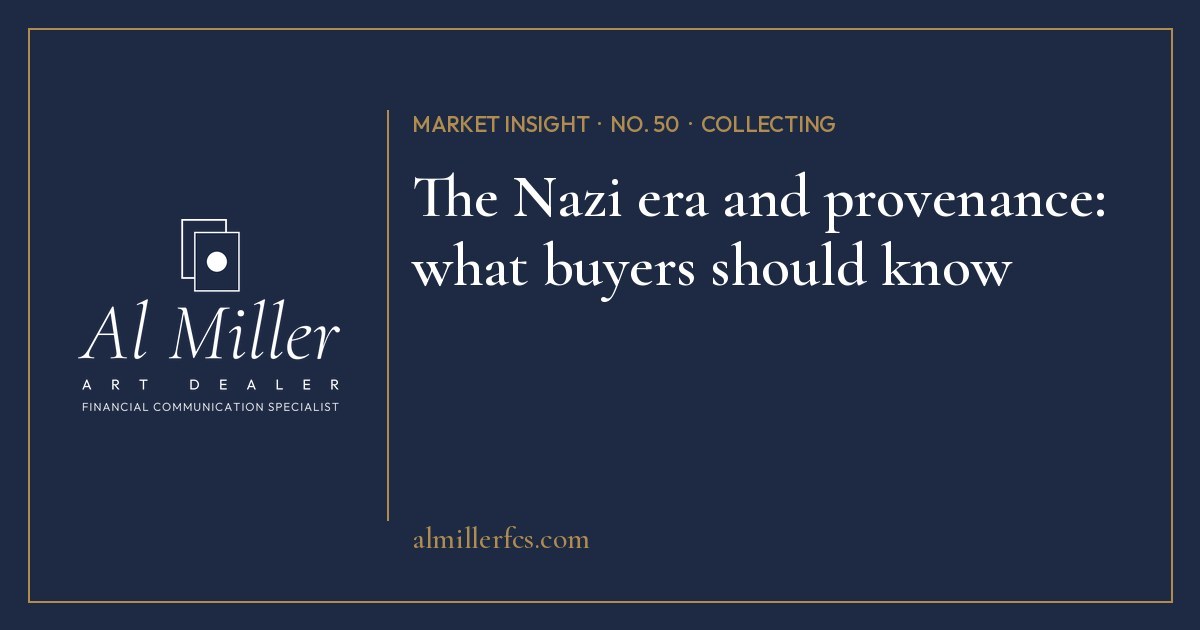 MARKET INSIGHT · NO. 50 · COLLECTING
The Nazi era and provenance:
what buyers should know
Al Miller
ART DEALER
FINANCIAL COMMUNICATION SPECIALIST
almillerfcs.com